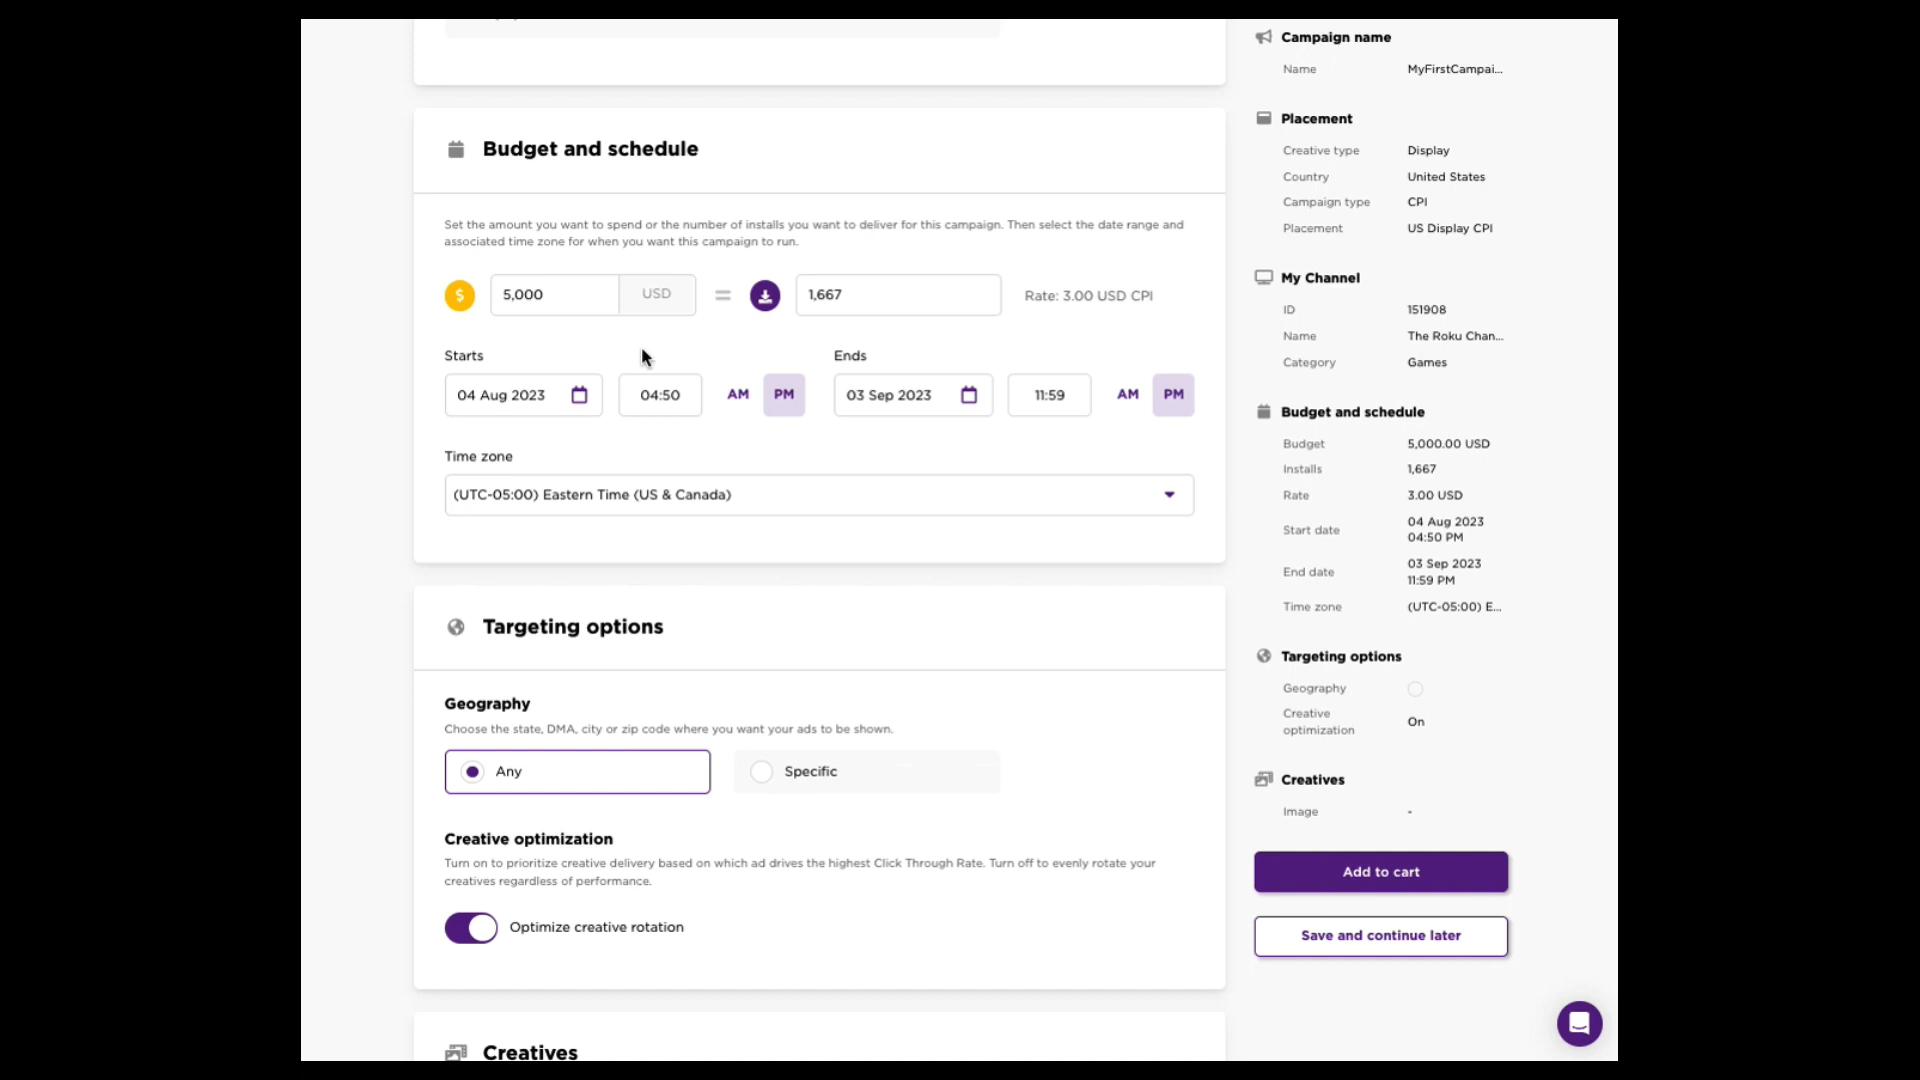 Budget and schedule
Set the amount you want to spend or the number of installs you want to deliver for this campaign. Then select the date range and
associated time zone for when you want this campaign to run.
$ 5,000 USD = 1,667 Rate: 3.00 USD CPI
Starts
04 Aug 2023 04:50 AM PM
Ends
03 Sep 2023 11:59 AM PM
Time zone
(UTC-05:00) Eastern Time (US & Canada)
Targeting options
Geography
Choose the state, DMA, city or zip code where you want your ads to be shown.
Any Specific
Creative optimization
Turn on to prioritize creative delivery based on which ad drives the highest Click Through Rate. Turn off to evenly rotate your
creatives regardless of performance.
Optimize creative rotation
Creatives
Campaign name
Name MyFirstCampai...
Placement
Creative type Display
Country United States
Campaign type CPI
Placement US Display CPI
My Channel
ID 151908
Name The Roku Chan...
Category Games
Budget and schedule
Budget 5,000.00 USD
Installs 1,667
Rate 3.00 USD
Start date 04 Aug 2023
04:50 PM
End date 03 Sep 2023
11:59 PM
Time zone (UTC-05:00) E...
Targeting options
Geography
Creative
optimization On
Creatives
Image -
Add to cart
Save and continue later